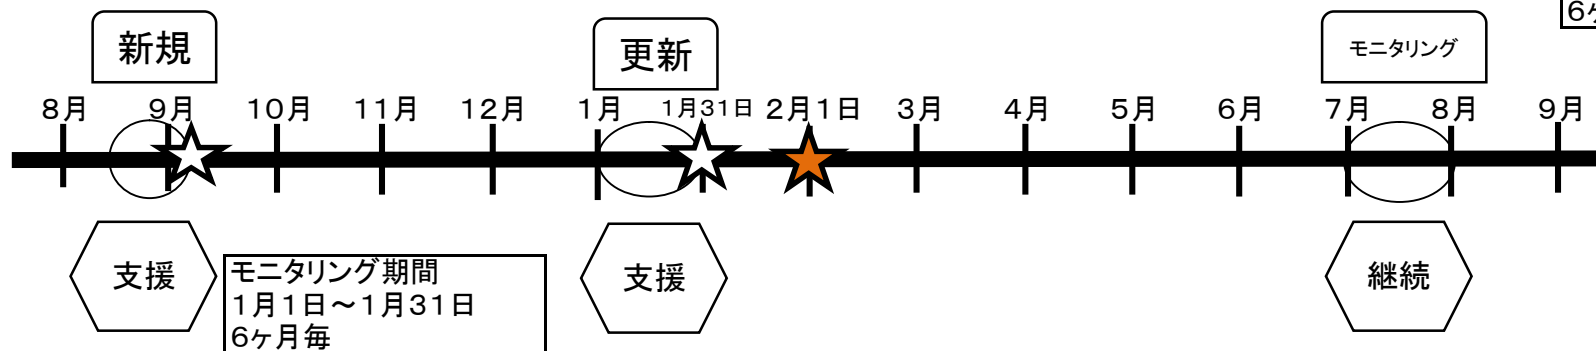 6ヶ
新規
更新
モニタリング
8月 9月 10月 11月 12月 1月 1月31日 2月1日 3月 4月 5月 6月 7月 8月 9月
支援
支援
継続
モニタリング期間
1月1日～1月31日
6ヶ月毎